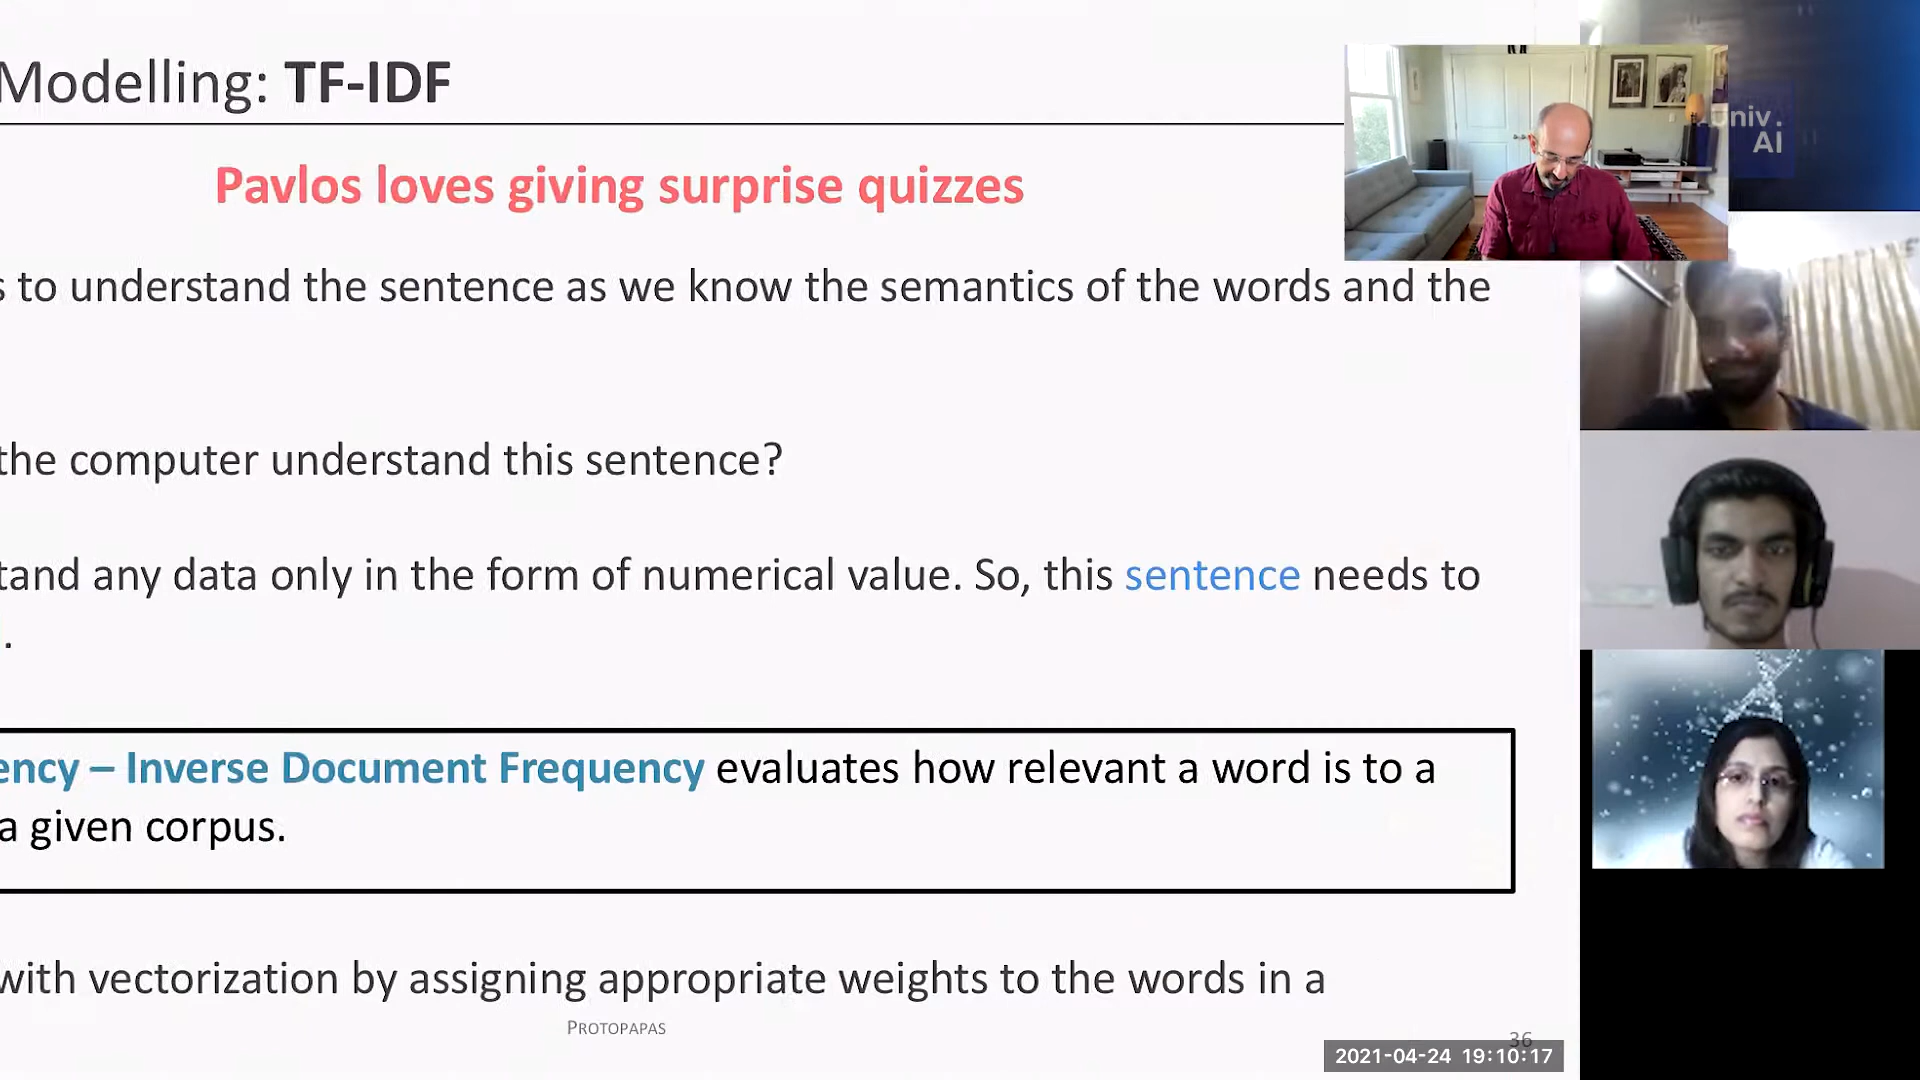 Modelling: TF-IDF
Pavlos loves giving surprise quizzes
s to understand the sentence as we know the semantics of the words and the
the computer understand this sentence?
tand any data only in the form of numerical value. So, this sentence needs to
.
ency – Inverse Document Frequency evaluates how relevant a word is to a
a given corpus.
with vectorization by assigning appropriate weights to the words in a
PROTOPAPAS
36
2021-04-24 19:10:17
univ.
AI